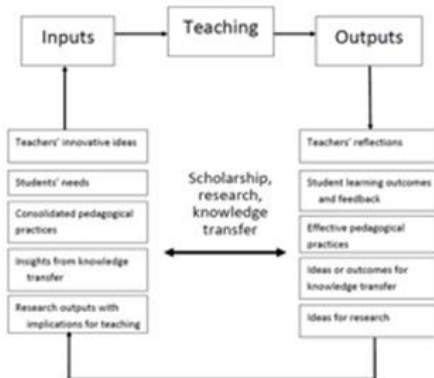 Inputs
Teaching
Outputs
Teachers' innovative ideas
Students' needs
Consolidated pedagogical
practices
Insights from knowledge
transfer
Research outputs with
implications for teaching
Scholarship,
research,
knowledge
transfer
Teachers' reflections
Student learning outcomes
and feedback
Effective pedagogical
practices
Ideas or outcomes for
knowledge transfer
Ideas for research